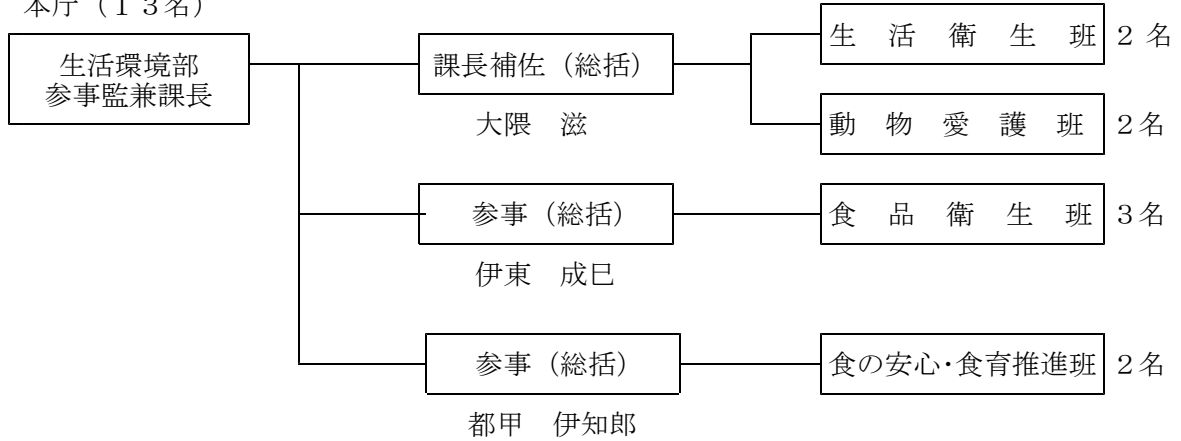 本庁（１３名）
生活環境部
参事監兼課長
課長補佐（総括）
大隈　滋
生　活　衛　生　班　２名
動　物　愛　護　班　２名
参事（総括）
伊東　成巳
食　品　衛　生　班　３名
参事（総括）
都甲　伊知郎
食の安心・食育推進班　２名